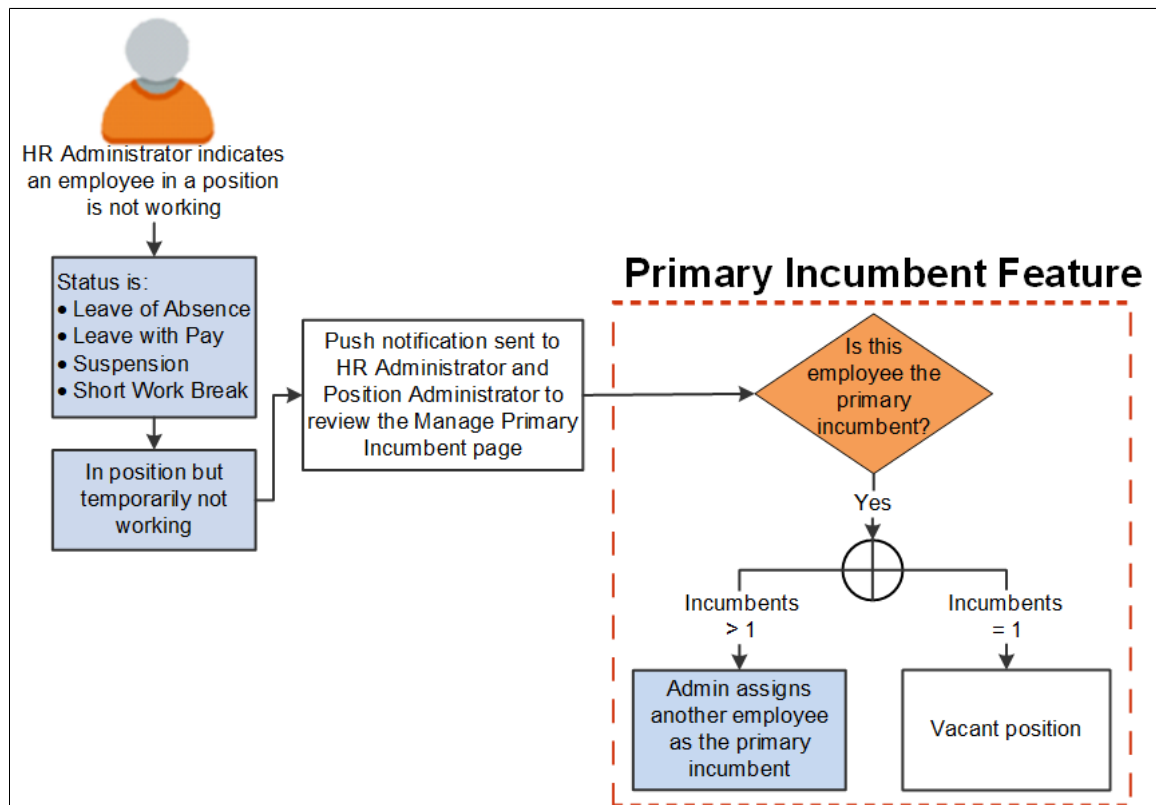 HR Administrator indicates
an employee in a position
is not working
Status is:
• Leave of Absence
• Leave with Pay
• Suspension
• Short Work Break
In position but
temporarily not
working
Push notification sent to
HR Administrator and
Position Administrator to
review the Manage Primary
Incumbent page
Primary Incumbent Feature
Is this
employee the
primary
incumbent?
Yes
Incumbents
> 1
Incumbents
= 1
Admin assigns
another employee
as the primary
incumbent
Vacant position